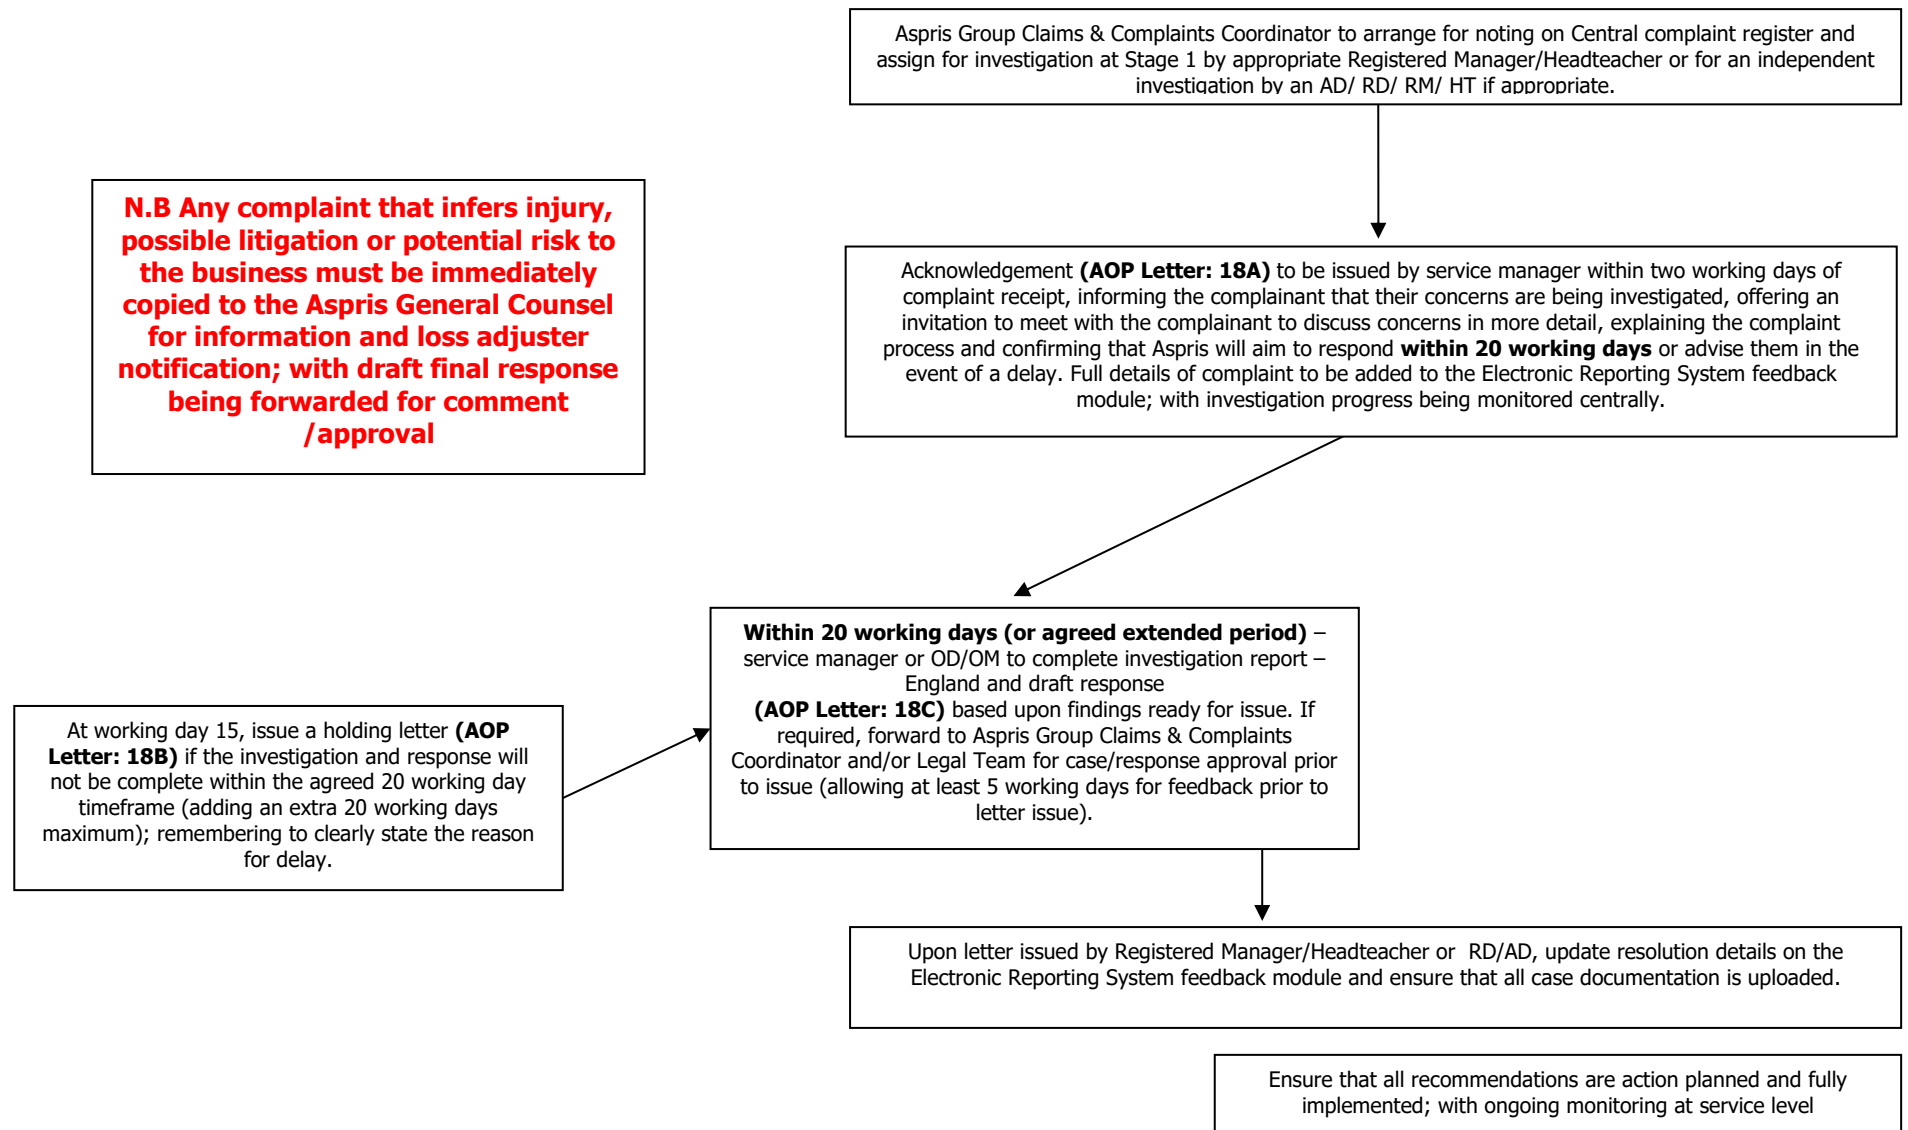 Aspris Group Claims & Complaints Coordinator to arrange for noting on Central complaint register and
assign for investigation at Stage 1 by appropriate Registered Manager/Headteacher or for an independent
investigation by an AD/ RD/ RM/ HT if appropriate.
N.B Any complaint that infers injury,
possible litigation or potential risk to
the business must be immediately
copied to the Aspris General Counsel
for information and loss adjuster
notification; with draft final response
being forwarded for comment
/approval
Acknowledgement (AOP Letter: 18A) to be issued by service manager within two working days of
complaint receipt, informing the complainant that their concerns are being investigated, offering an
invitation to meet with the complainant to discuss concerns in more detail, explaining the complaint
process and confirming that Aspris will aim to respond within 20 working days or advise them in the
event of a delay. Full details of complaint to be added to the Electronic Reporting System feedback
module; with investigation progress being monitored centrally.
Within 20 working days (or agreed extended period) –
service manager or OD/OM to complete investigation report –
England and draft response
(AOP Letter: 18C) based upon findings ready for issue. If
required, forward to Aspris Group Claims & Complaints
Coordinator and/or Legal Team for case/response approval prior
to issue (allowing at least 5 working days for feedback prior to
letter issue).
At working day 15, issue a holding letter (AOP
Letter: 18B) if the investigation and response will
not be complete within the agreed 20 working day
timeframe (adding an extra 20 working days
maximum); remembering to clearly state the reason
for delay.
Upon letter issued by Registered Manager/Headteacher or  RD/AD, update resolution details on the
Electronic Reporting System feedback module and ensure that all case documentation is uploaded.
Ensure that all recommendations are action planned and fully
implemented; with ongoing monitoring at service level